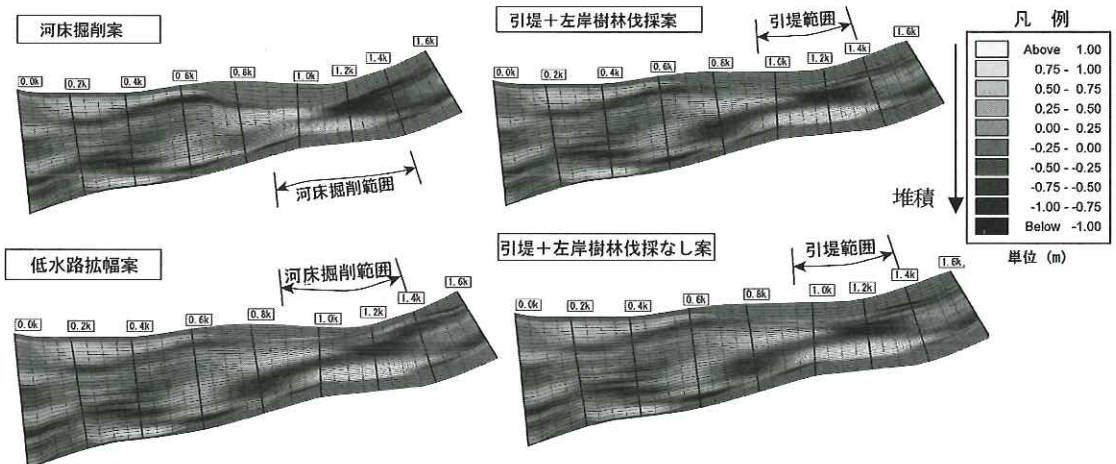 河床掘削案
0.0k
0.2k
0.4k
0.6k
0.8k
1.0k
1.2k
1.4k
1.6k
河床掘削範囲
引堤+左岸樹林伐採案
引堤範囲
0.0k
0.2k
0.4k
0.6k
0.8k
1.0k
1.2k
1.4k
1.6k
凡 例
Above 1.00
0.75 - 1.00
0.50 - 0.75
0.25 - 0.50
0.00 - 0.25
-0.25 - 0.00
-0.50 - -0.25
-0.75 - -0.50
-1.00 - -0.75
Below -1.00
堆積
単位 (m)
低水路拡幅案
河床掘削範囲
0.0k
0.2k
0.4k
0.6k
0.8k
1.0k
1.2k
1.4k
1.6k
引堤+左岸樹林伐採なし案
引堤範囲
0.0k
0.2k
0.4k
0.6k
0.8k
1.0k
1.2k
1.4k
1.6k